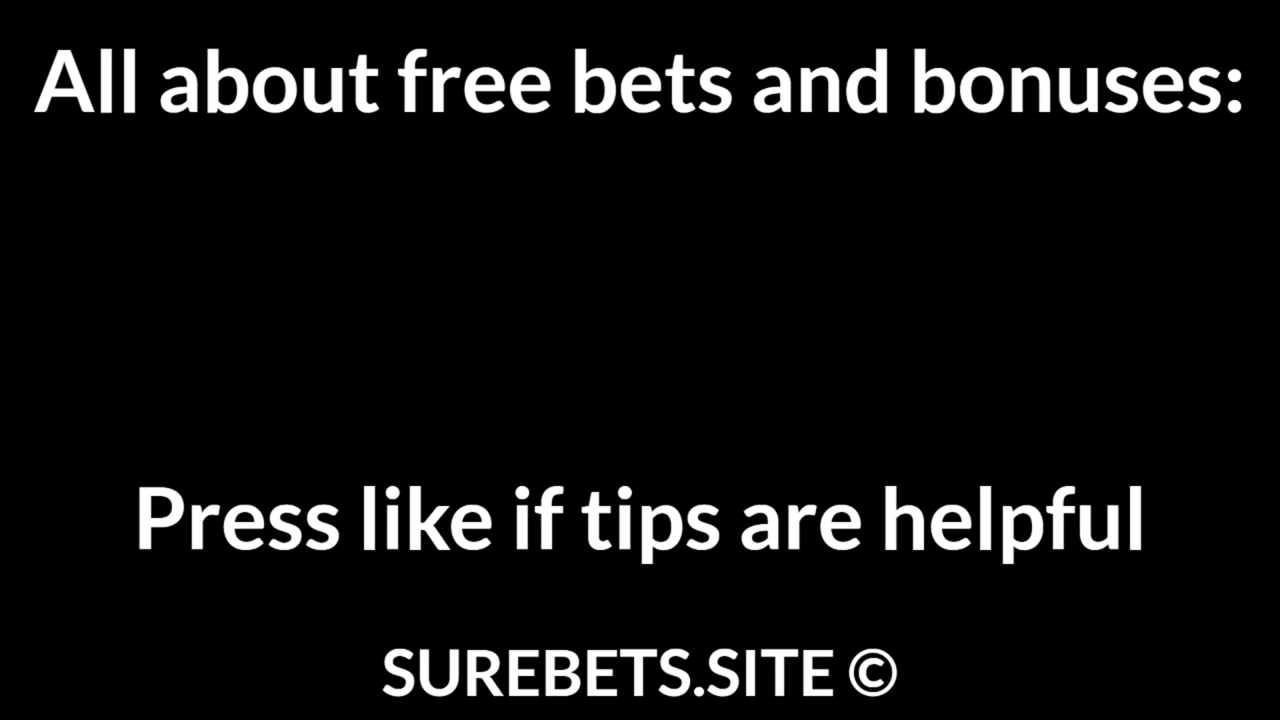 All about free bets and bonuses:
Press like if tips are helpful
SUREBETS.SITE ©